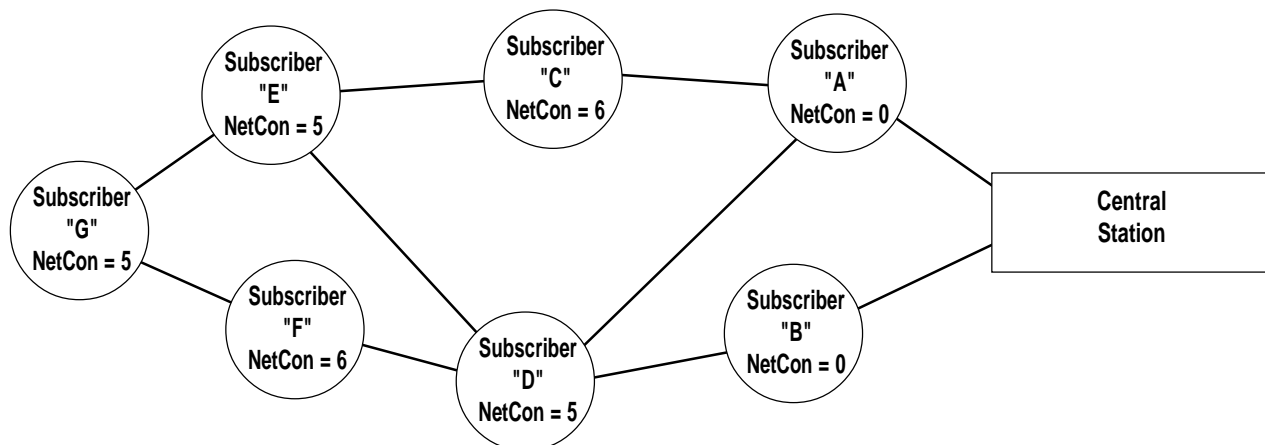 Subscriber
"E"
NetCon = 5
Subscriber
"C"
NetCon = 6
Subscriber
"A"
NetCon = 0
Subscriber
"G"
NetCon = 5
Central
Station
Subscriber
"F"
NetCon = 6
Subscriber
"D"
NetCon = 5
Subscriber
"B"
NetCon = 0